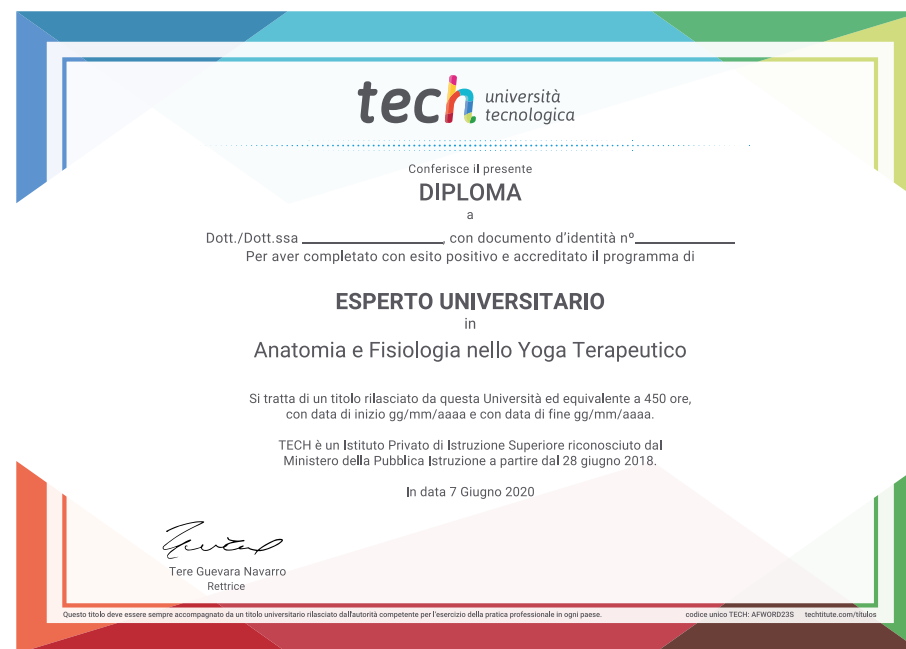 tech università
tecnologica
Conferisce il presente
DIPLOMA
a
Dott./Dott.ssa ____________________, con documento d'identità nº______________
Per aver completato con esito positivo e accreditato il programma di
ESPERTO UNIVERSITARIO
in
Anatomia e Fisiologia nello Yoga Terapeutico
Si tratta di un titolo rilasciato da questa Università ed equivalente a 450 ore,
con data di inizio gg/mm/aaaa e con data di fine gg/mm/aaaa.
TECH è un Istituto Privato di Istruzione Superiore riconosciuto dal
Ministero della Pubblica Istruzione a partire dal 28 giugno 2018.
In data 7 Giugno 2020
Tere Guevara Navarro
Rettrice
Questo titolo deve essere sempre accompagnato da un titolo universitario rilasciato dall'autorità competente per l'esercizio della pratica professionale in ogni paese. codice unico TECH: AFWORD23S techtitute.com/titulos